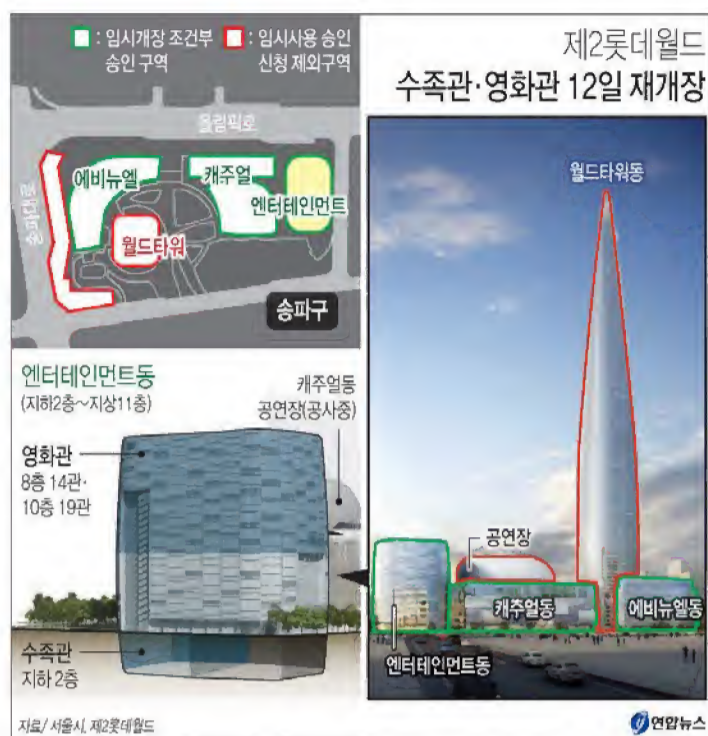 : 임시개장 조건부
승인 구역
: 임시사용 승인
신청 제외구역
올림픽로
송파대로
에비뉴엘
캐주얼
엔터테인먼트
월드타워
송파구
제2롯데월드
수족관·영화관 12일 재개장
월드타워동
공연장
캐주얼동
에비뉴엘동
엔터테인먼트동
엔터테인먼트동
(지하2층~지상11층)
캐주얼동
공연장(공사중)
영화관
8층 14관·
10층 19관
수족관
지하 2층
자료/ 서울시, 제2롯데월드
연합뉴스